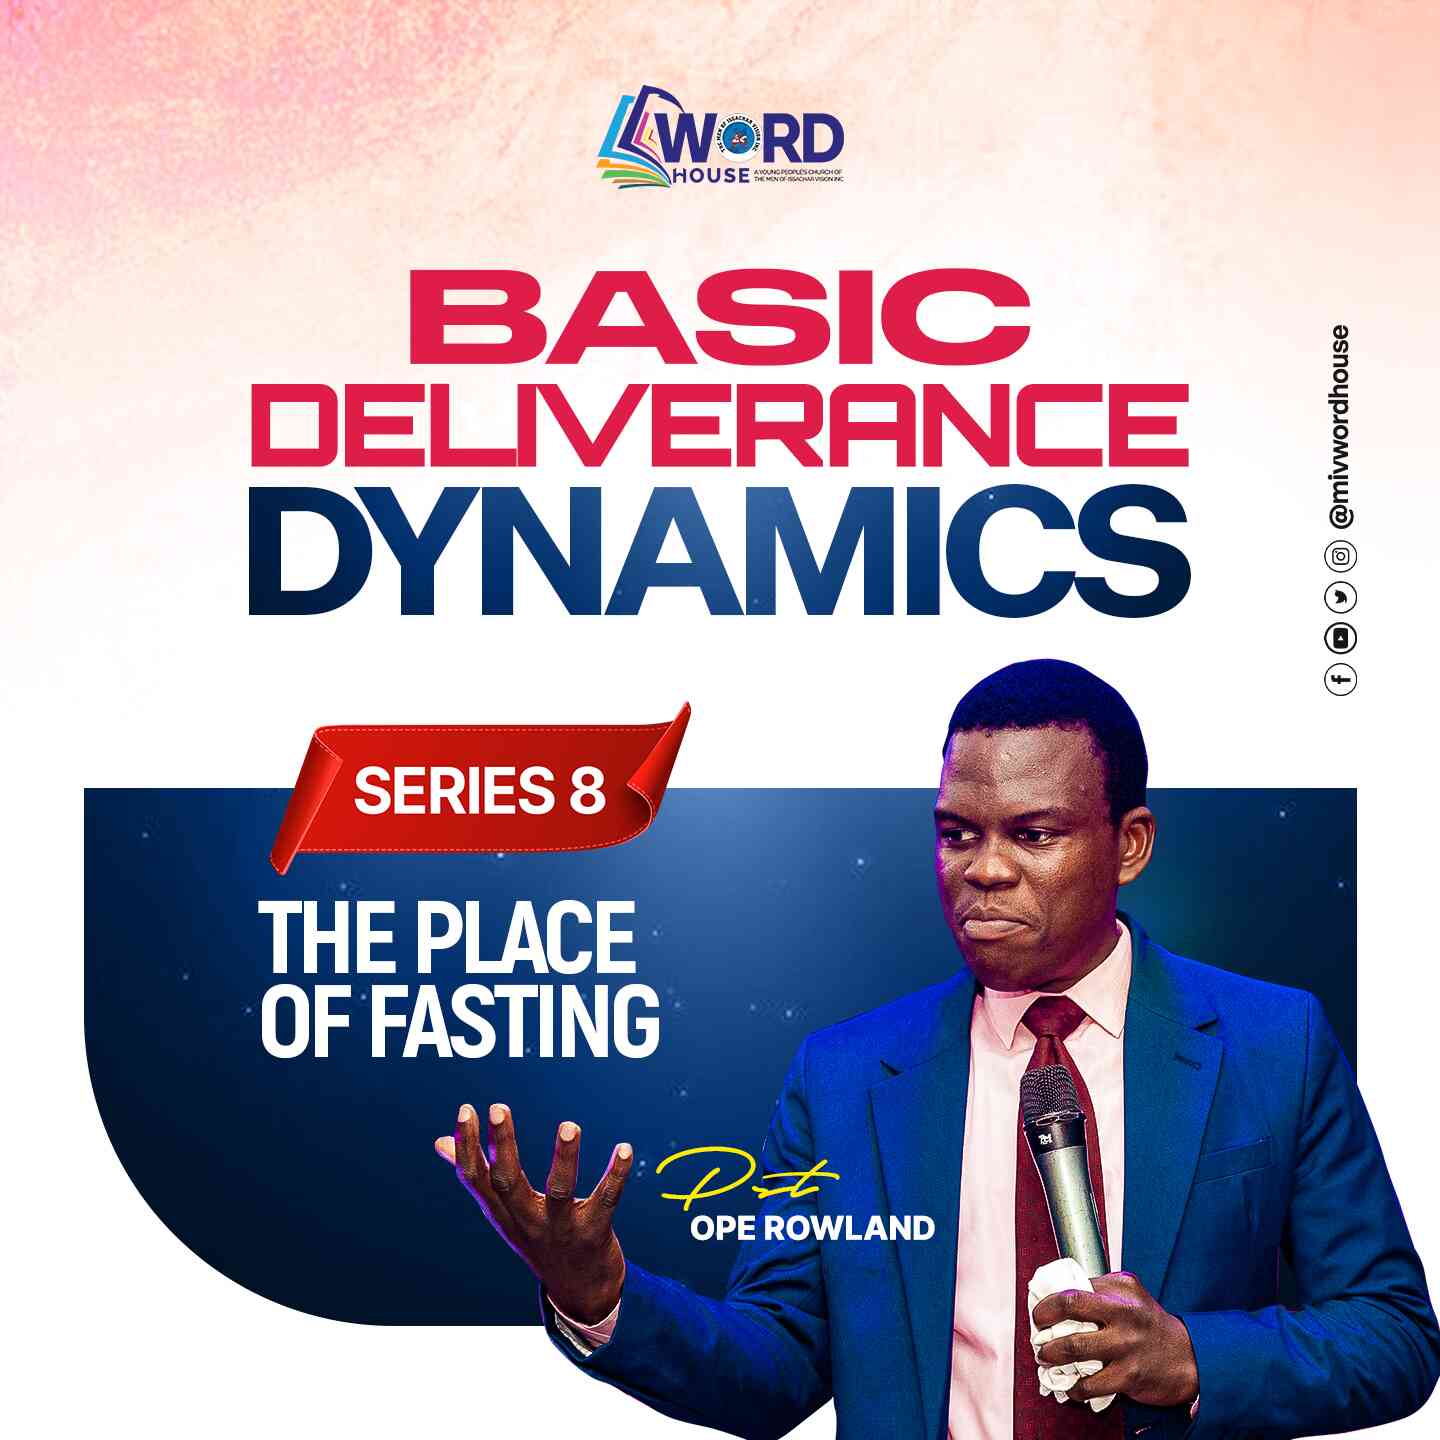 WORD
HOUSE
A YOUNG PEOPLE'S CHURCH OF
THE MEN OF ISSACHAR VISION INC
BASIC
DELIVERANCE
DYNAMICS
@mivwordhouse
SERIES 8
THE PLACE
OF FASTING
Pst
OPE ROWLAND